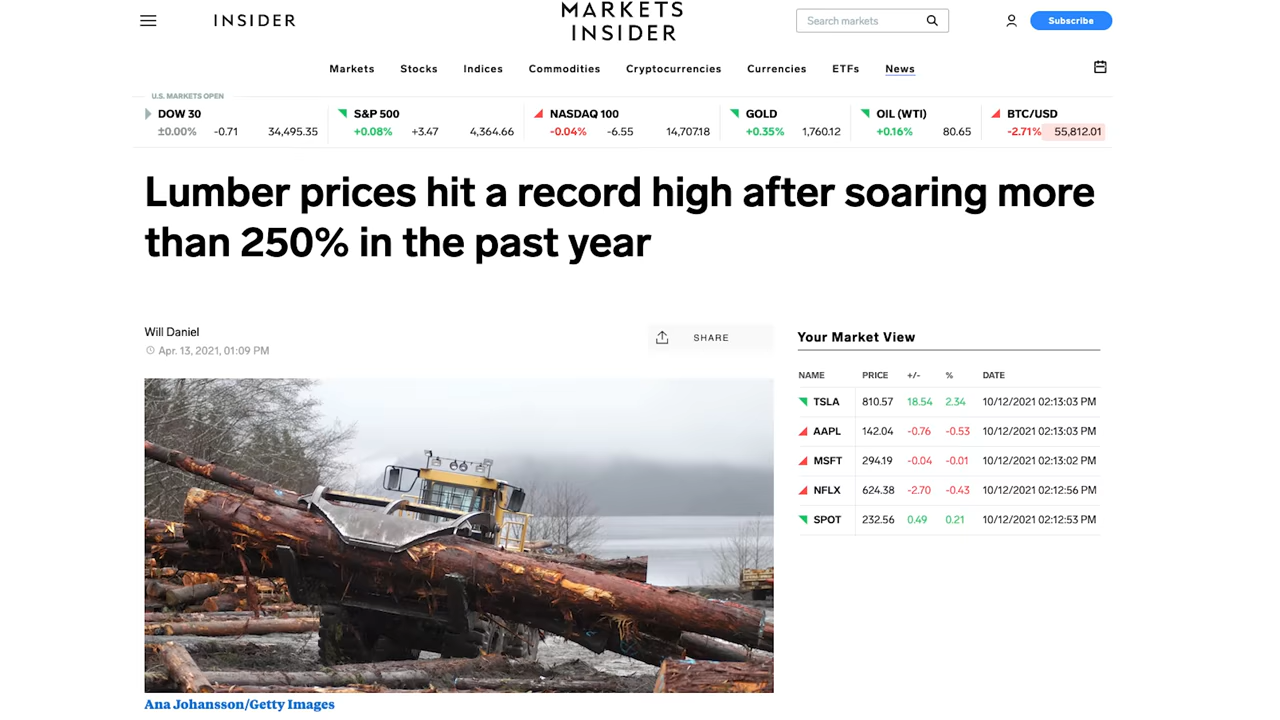 INSIDER
MARKETS
INSIDER
Search markets
Subscribe
Markets Stocks Indices Commodities Cryptocurrencies Currencies ETFs News
U.S. MARKETS OPEN
DOW 30 S&P 500 NASDAQ 100 GOLD OIL (WTI) BTC/USD
±0.00% -0.71 34,495.35 +0.08% +3.47 4,364.66 -0.04% -6.55 14,707.18 +0.35% 1,760.12 +0.16% 80.65 -2.71% 55,812.01
Lumber prices hit a record high after soaring more
than 250% in the past year
Will Daniel
Apr. 13, 2021, 01:09 PM
SHARE
Ana Johansson/Getty Images
Your Market View
NAME PRICE +/- % DATE
TSLA 810.57 18.54 2.34 10/12/2021 02:13:03 PM
AAPL 142.04 -0.76 -0.53 10/12/2021 02:13:03 PM
MSFT 294.19 -0.04 -0.01 10/12/2021 02:13:02 PM
NFLX 624.38 -2.70 -0.43 10/12/2021 02:12:56 PM
SPOT 232.56 0.49 0.21 10/12/2021 02:12:53 PM